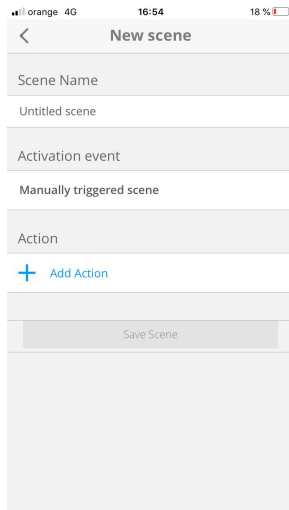 orange 4G 16:54 18 %
New scene
Scene Name
Untitled scene
Activation event
Manually triggered scene
Action
Add Action
Save Scene